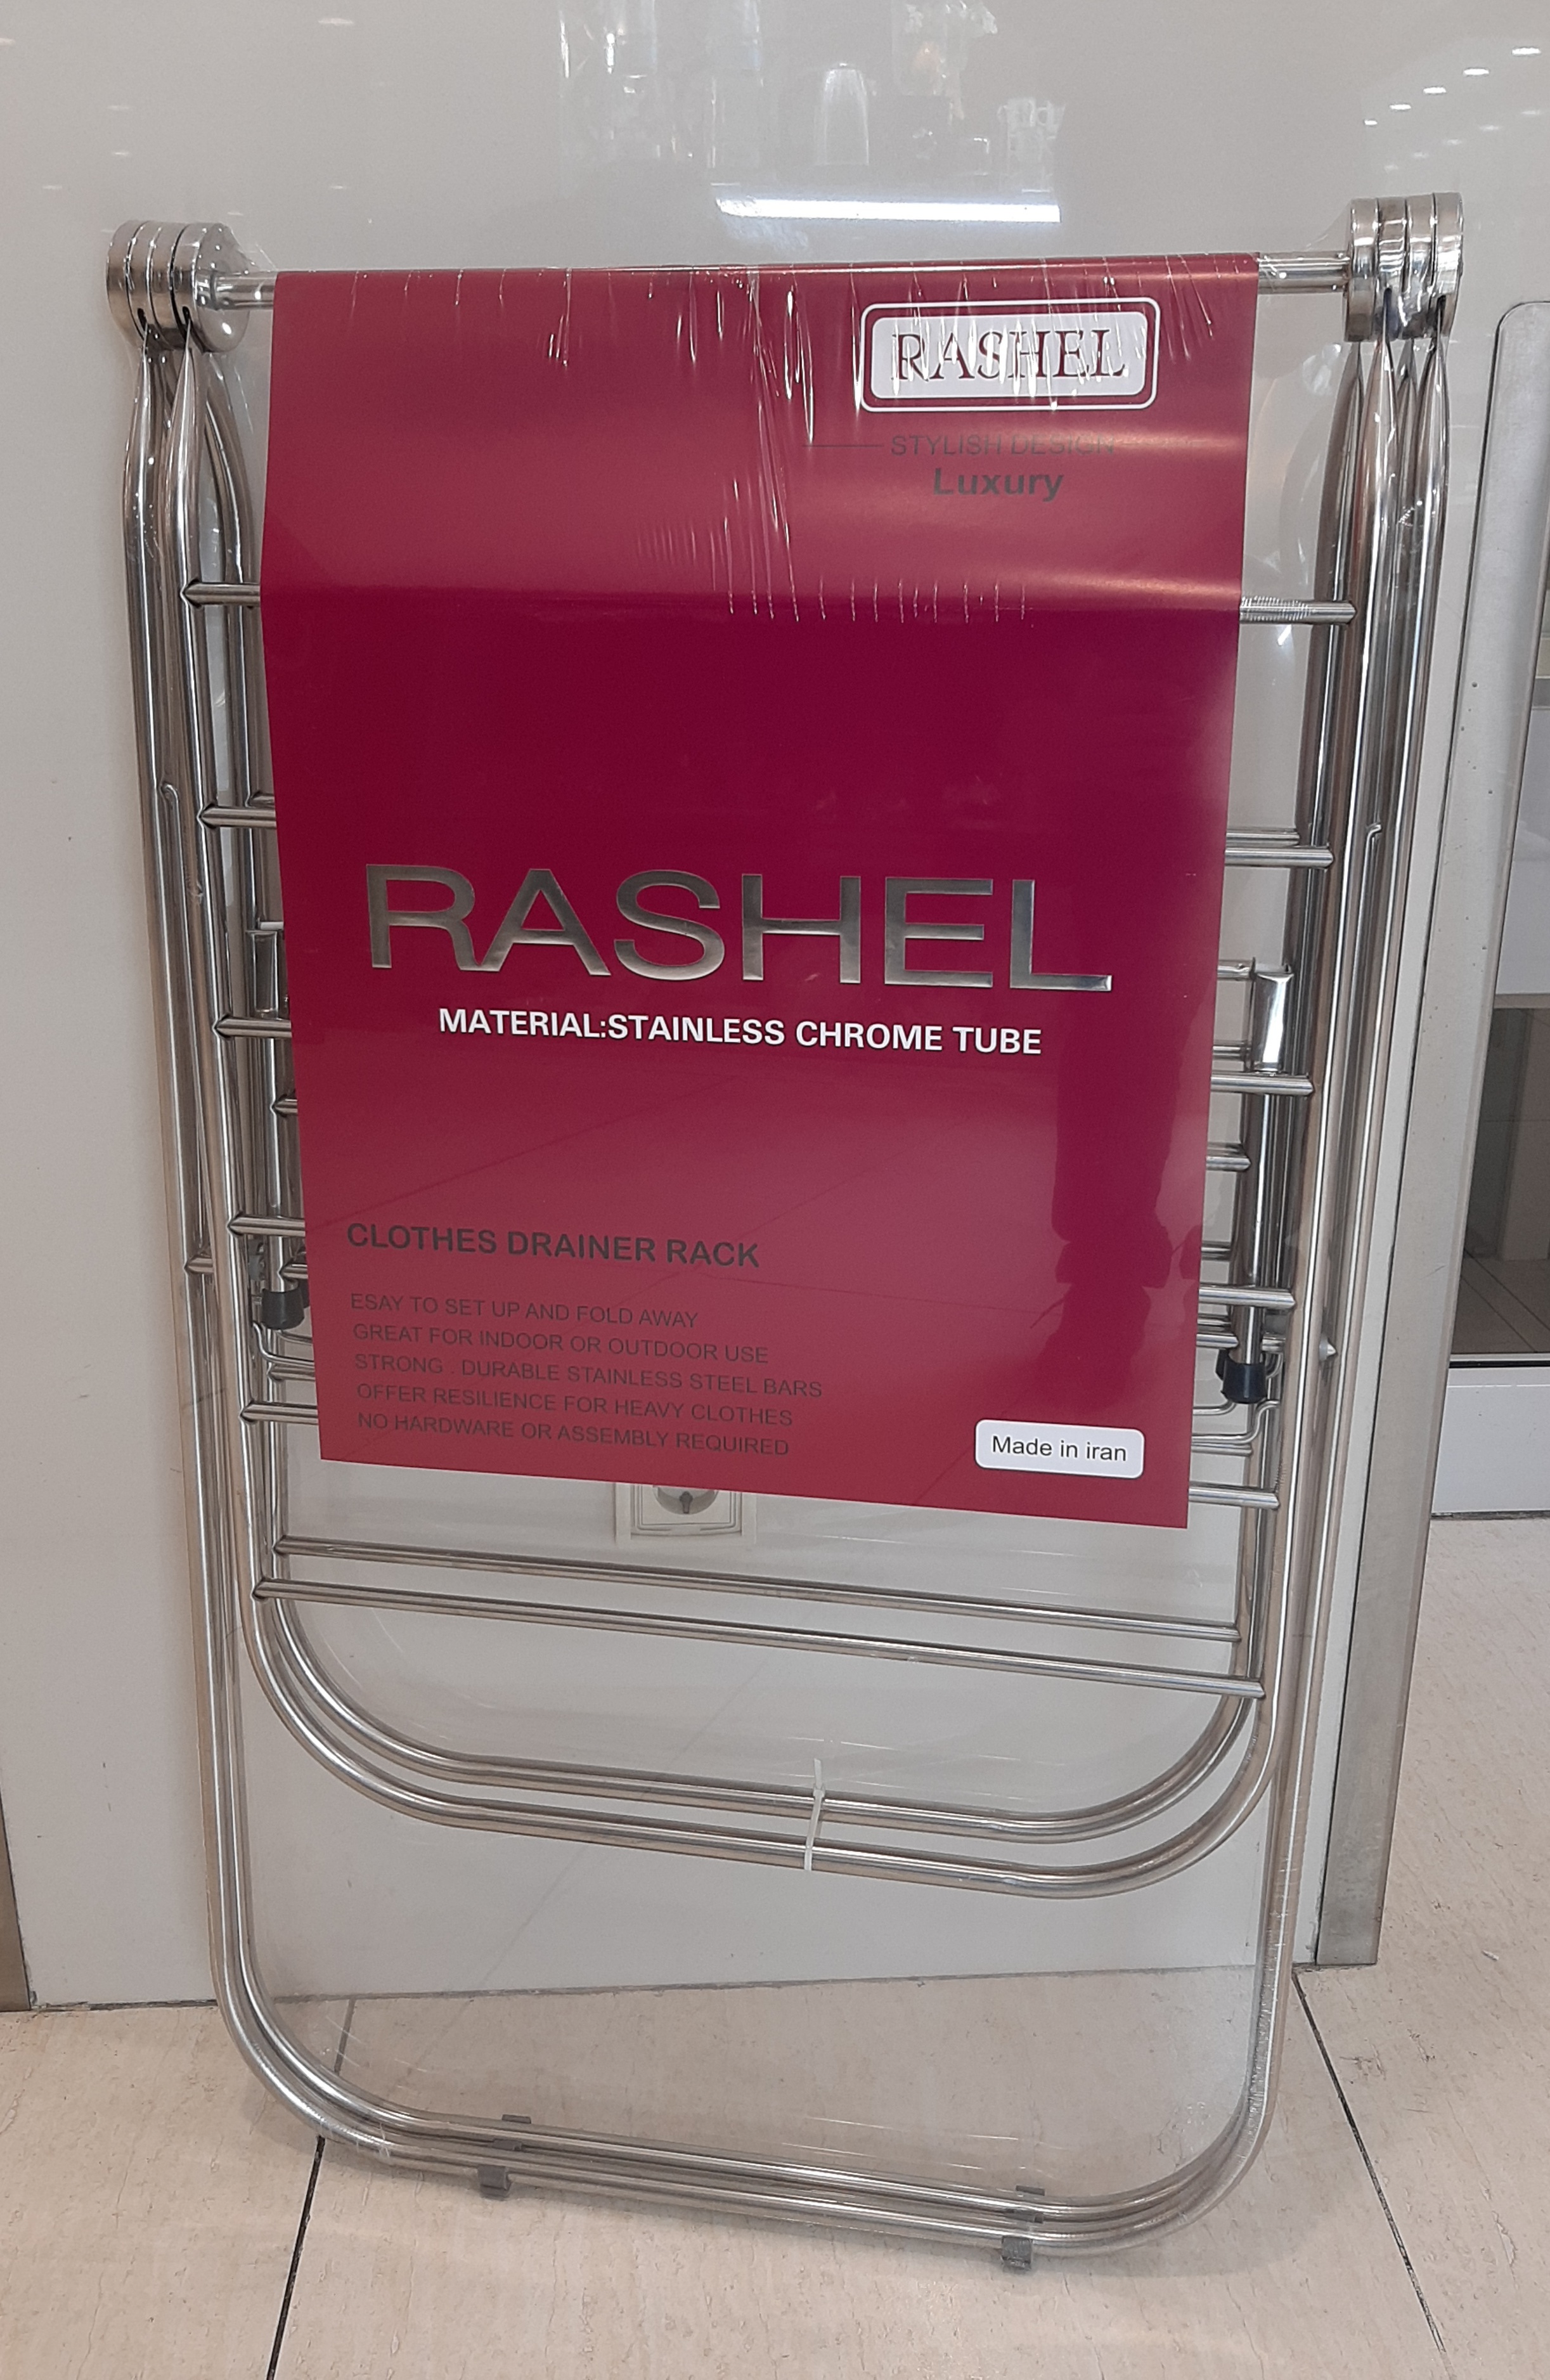 RASHEL
STYLISH DESIGN
Luxury
RASHEL
MATERIAL:STAINLESS CHROME TUBE
CLOTHES DRAINER RACK
ESAY TO SET UP AND FOLD AWAY
GREAT FOR INDOOR OR OUTDOOR USE
STRONG . DURABLE STAINLESS STEEL BARS
OFFER RESILIENCE FOR HEAVY CLOTHES
NO HARDWARE OR ASSEMBLY REQUIRED
Made in iran